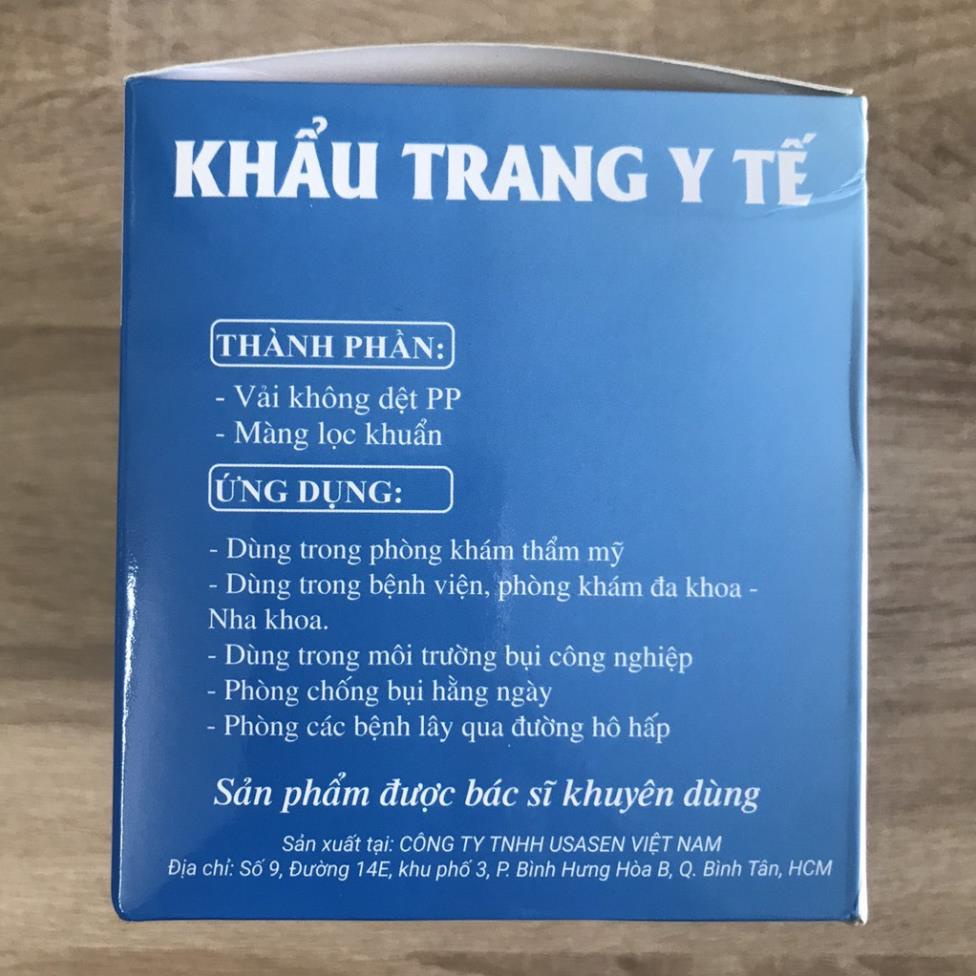 KHẨU TRANG Y TẾ
THÀNH PHẦN:
- Vải không dệt PP
- Màng lọc khuẩn
ỨNG DỤNG:
- Dùng trong phòng khám thẩm mỹ
- Dùng trong bệnh viện, phòng khám đa khoa -
Nha khoa.
- Dùng trong môi trường bụi công nghiệp
- Phòng chống bụi hằng ngày
- Phòng các bệnh lây qua đường hô hấp
Sản phẩm được bác sĩ khuyên dùng
Sản xuất tại: CÔNG TY TNHH USASEN VIỆT NAM
Địa chỉ: Số 9, Đường 14E, khu phố 3, P. Bình Hưng Hòa B, Q. Bình Tân, HCM